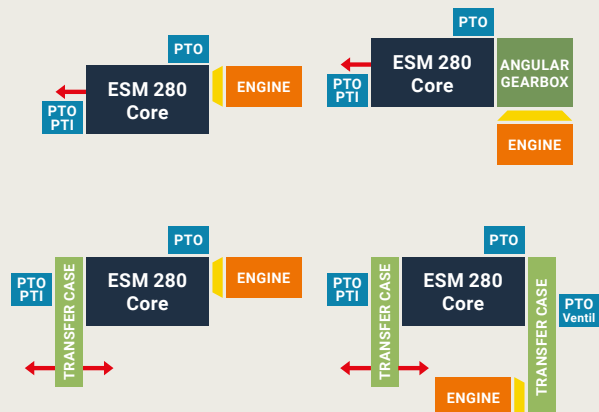 PTO
ESM 280
Core
ENGINE
PTO
PTI
PTO
ESM 280
Core
ANGULAR
GEARBOX
PTO
PTI
ENGINE
PTO
ESM 280
Core
ENGINE
PTO
PTI
TRANSFER CASE
PTO
ESM 280
Core
PTO
PTI
TRANSFER CASE
TRANSFER CASE
PTO
Ventil
ENGINE